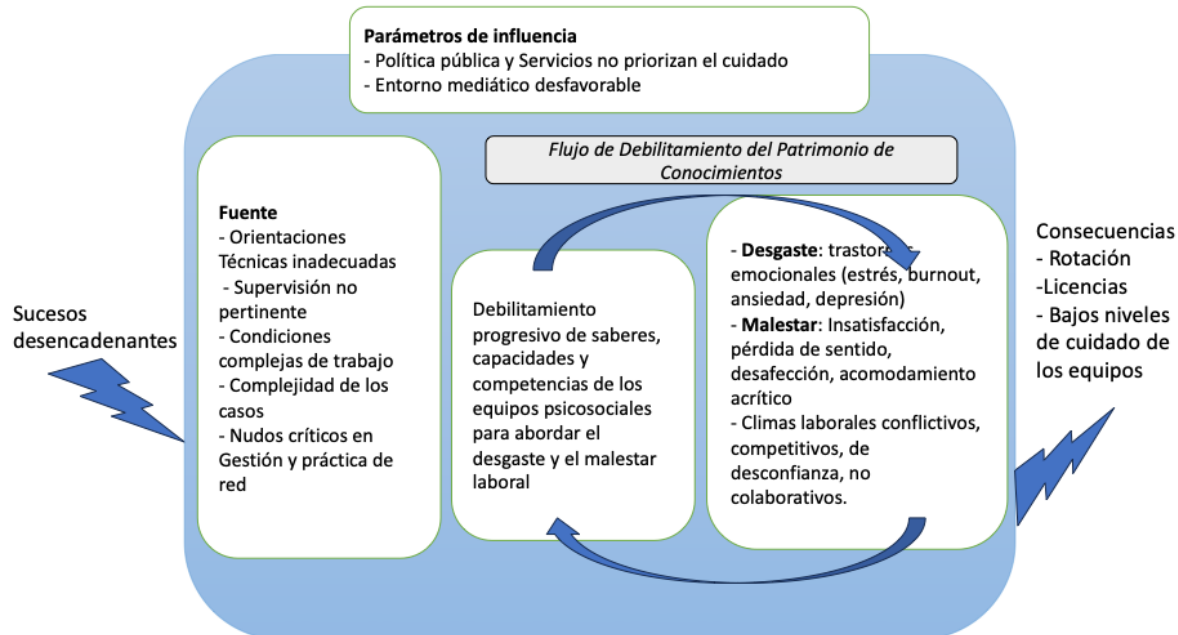 Parámetros de influencia
- Política pública y Servicios no priorizan el cuidado
- Entorno mediático desfavorable
Flujo de Debilitamiento del Patrimonio de
Conocimientos
Sucesos
desencadenantes
Fuente
- Orientaciones
Técnicas inadecuadas
- Supervisión no
pertinente
- Condiciones
complejas de trabajo
- Complejidad de los
casos
- Nudos críticos en
Gestión y práctica de
red
Debilitamiento
progresivo de saberes,
capacidades y
competencias de los
equipos psicosociales
para abordar el
desgaste y el malestar
laboral
- Desgaste: trastornos
emocionales (estrés, burnout,
ansiedad, depresión)
- Malestar: Insatisfacción,
pérdida de sentido,
desafección, acomodamiento
acrítico
- Climas laborales conflictivos,
competitivos, de
desconfianza, no
colaborativos.
Consecuencias
- Rotación
-Licencias
- Bajos niveles
de cuidado de
los equipos